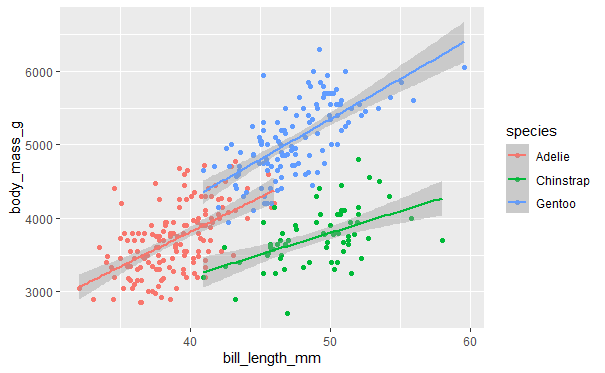 body_mass_g
6000
5000
4000
3000
40
50
60
bill_length_mm
species
Adelie
Chinstrap
Gentoo